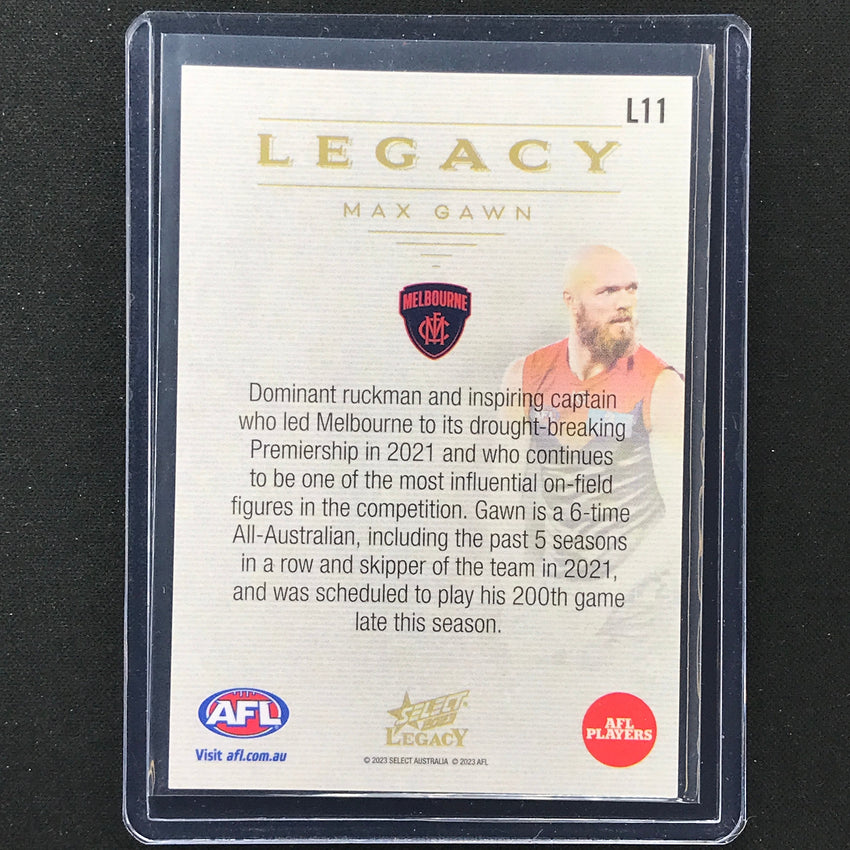 L11
LEGACY
MAX GAWN
MELBOURNE
MFC
Dominant ruckman and inspiring captain
who led Melbourne to its drought-breaking
Premiership in 2021 and who continues
to be one of the most influential on-field
figures in the competition. Gawn is a 6-time
All-Australian, including the past 5 seasons
in a row and skipper of the team in 2021,
and was scheduled to play his 200th game
late this season.
AFL
AFL
Visit afl.com.au
SELECT
2023
LEGACY
AFL
PLAYERS
© 2023 SELECT AUSTRALIA © 2023 AFL